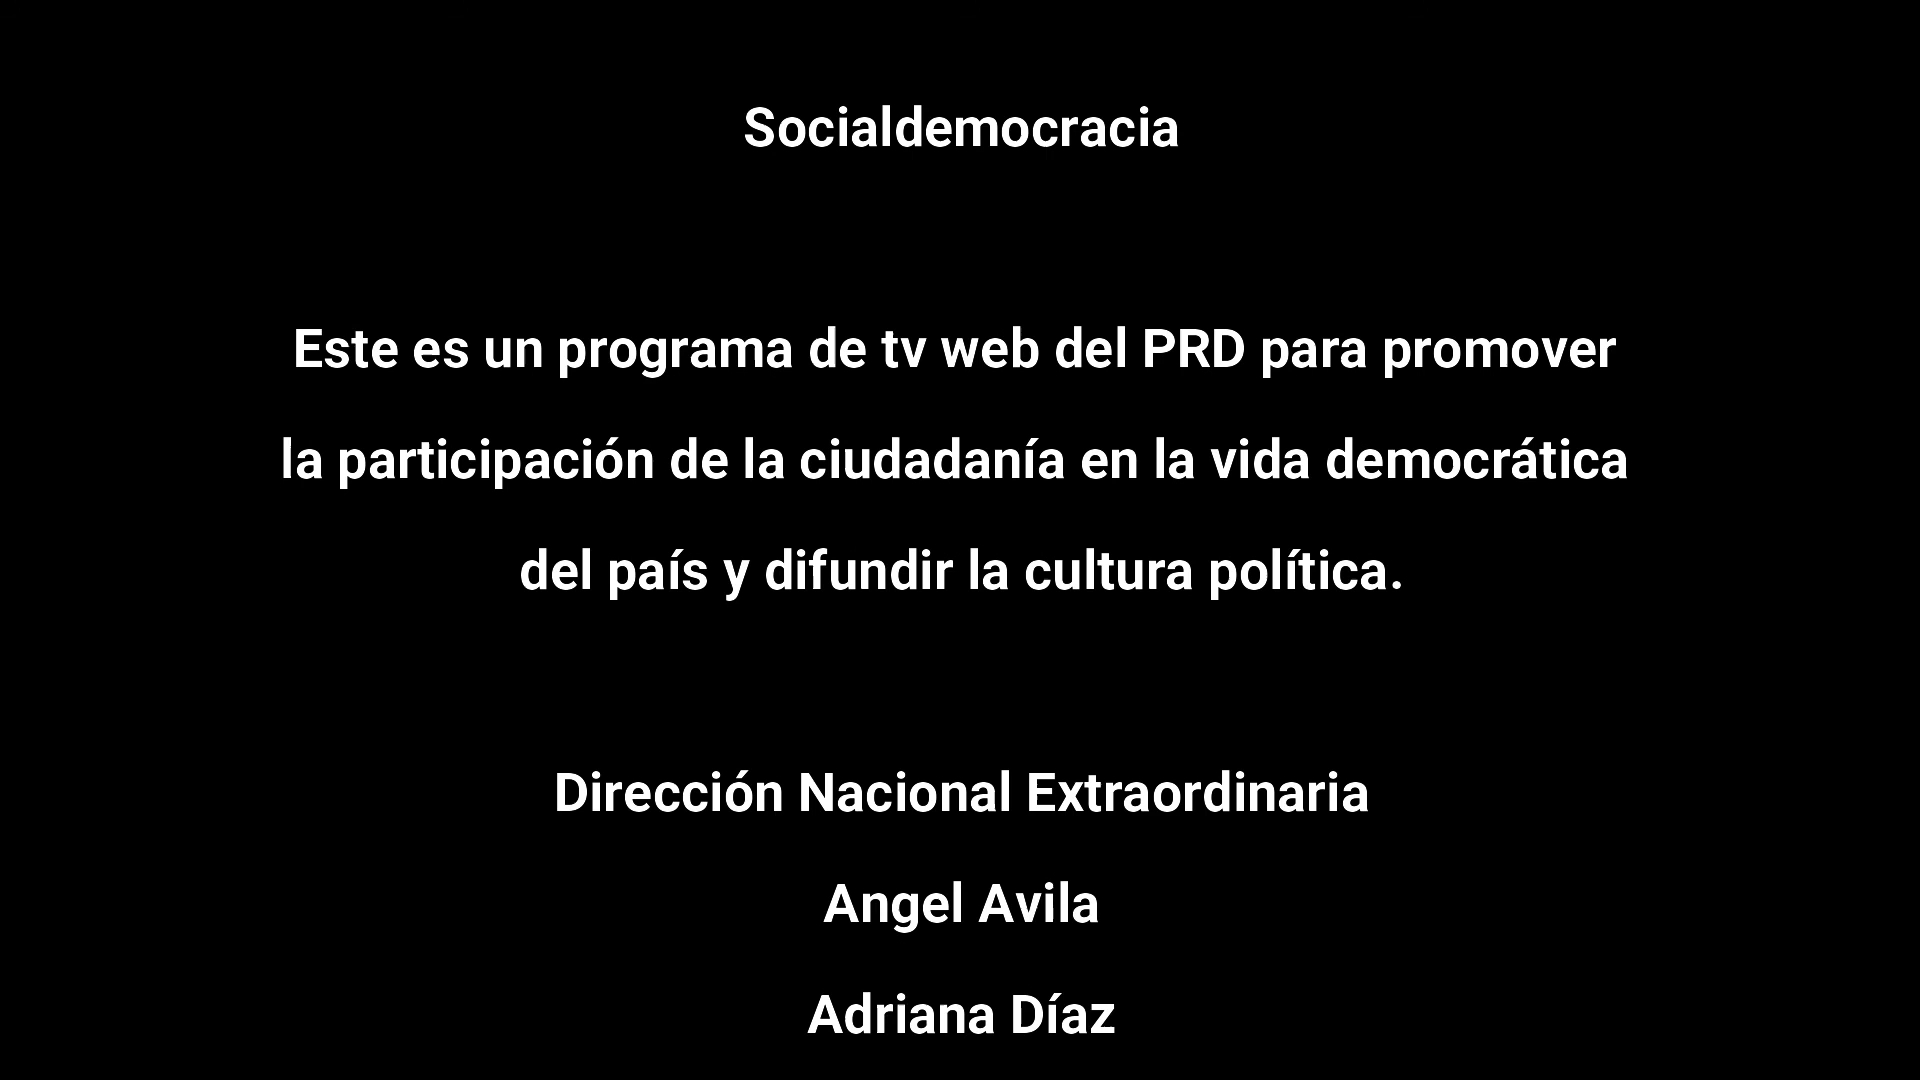 Socialdemocracia
Este es un programa de tv web del PRD para promover
la participación de la ciudadanía en la vida democrática
del país y difundir la cultura política.
Dirección Nacional Extraordinaria
Angel Avila
Adriana Díaz